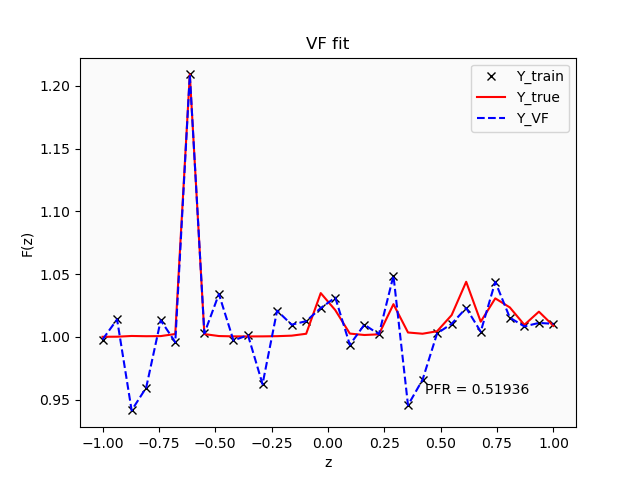 VF fit
Y_train
Y_true
Y_VF
1.20
1.15
1.10
1.05
1.00
0.95
F(z)
PFR = 0.51936
−1.00 −0.75 −0.50 −0.25 0.00 0.25 0.50 0.75 1.00
z